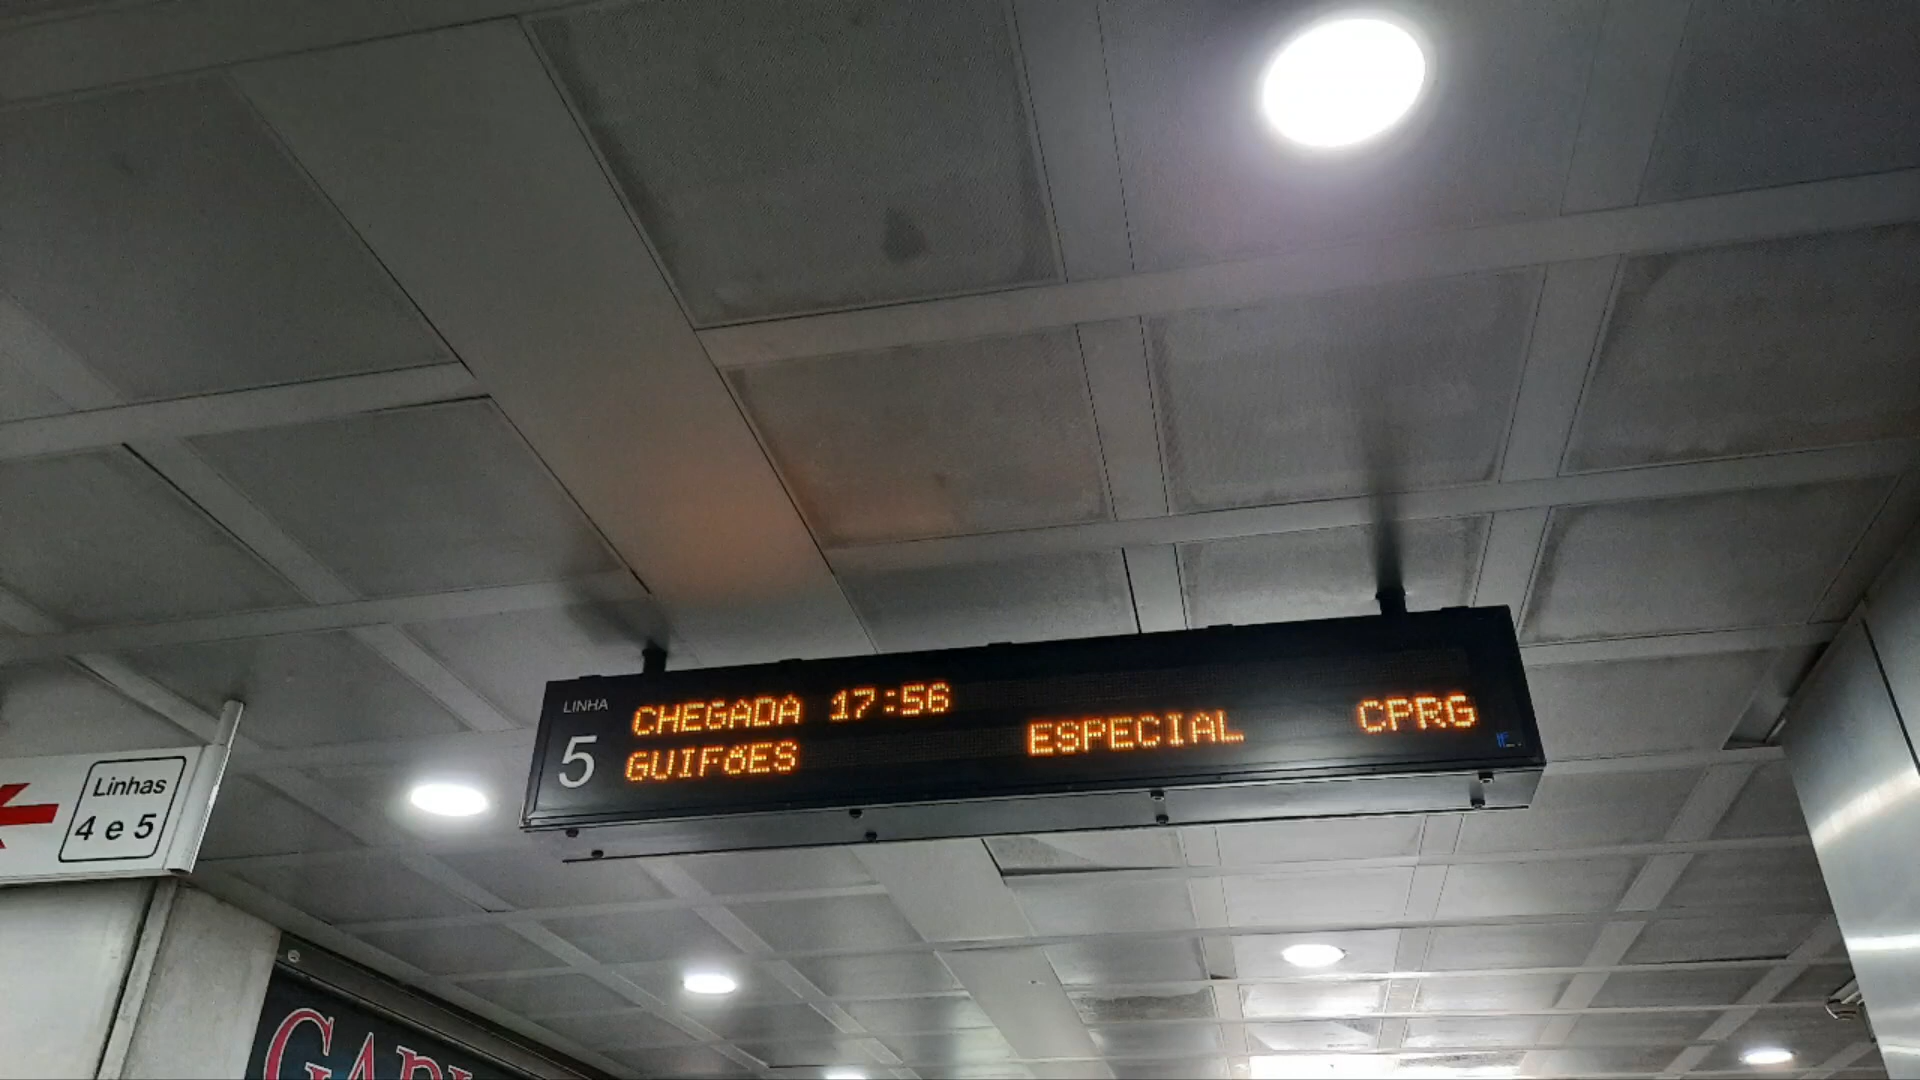 LINHA
5
CHEGADA 17:56
GUIFÕES ESPECIAL CPRG
Linhas
4 e 5